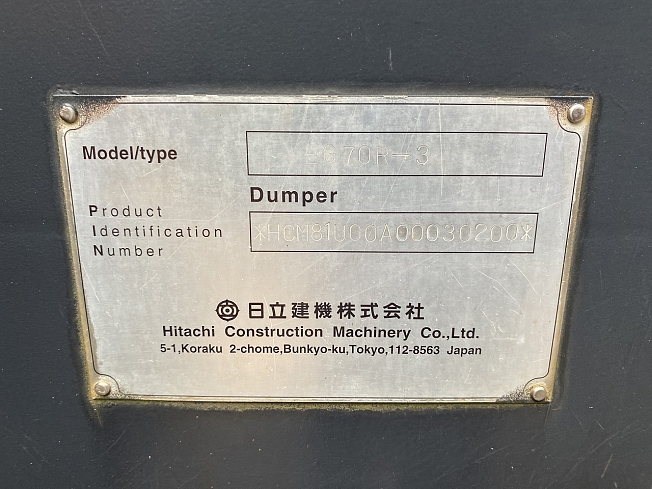 Model/type
70R-3
Dumper
Product
Identification
Number
*HCM81U00A00030200*
日立建機株式会社
Hitachi Construction Machinery Co.,Ltd.
5-1,Koraku 2-chome,Bunkyo-ku,Tokyo,112-8563 Japan